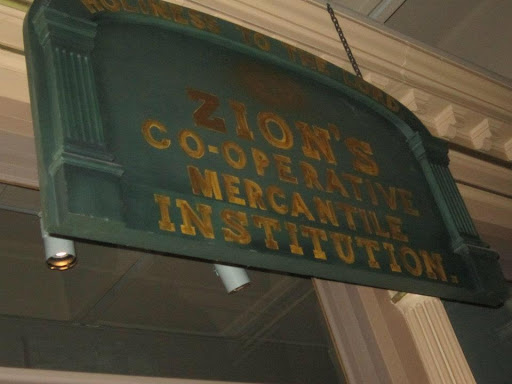 HOLINESS TO THE LORD
ZION'S
CO-OPERATIVE
MERCANTILE
INSTITUTION.